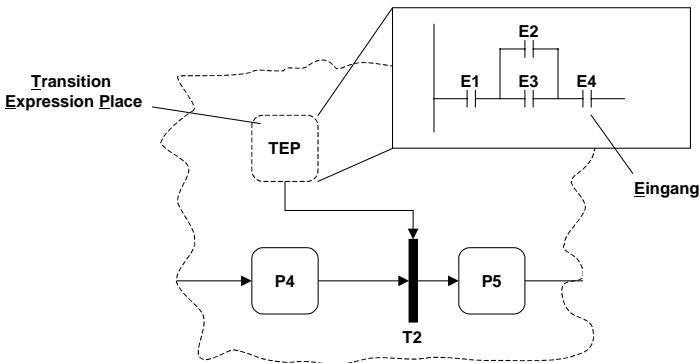 Transition
Expression Place
TEP
E2
E1
E3
E4
Eingang
P4
P5
T2